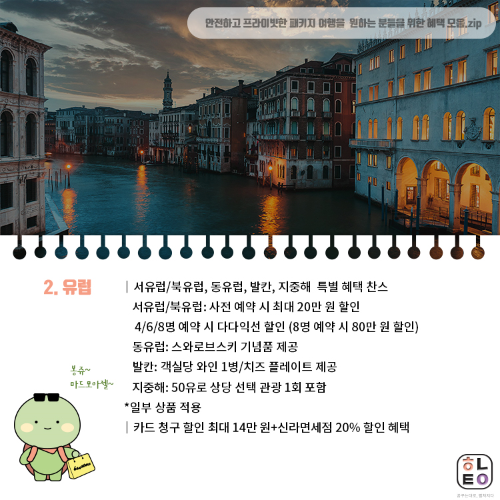 안전하고 프라이빗한 패키지 여행을 원하는 분들을 위한 혜택 모음.zip
2. 유럽
| 서유럽/북유럽, 동유럽, 발칸, 지중해 특별 혜택 찬스
서유럽/북유럽: 사전 예약 시 최대 20만 원 할인
4/6/8명 예약 시 다다익선 할인 (8명 예약 시 80만 원 할인)
동유럽: 스와로브스키 기념품 제공
발칸: 객실당 와인 1병/치즈 플레이트 제공
지중해: 50유로 상당 선택 관광 1회 포함
*일부 상품 적용
| 카드 청구 할인 최대 14만 원+신라면세점 20% 할인 혜택
봉쥬~
마드모아젤~
하나
EO